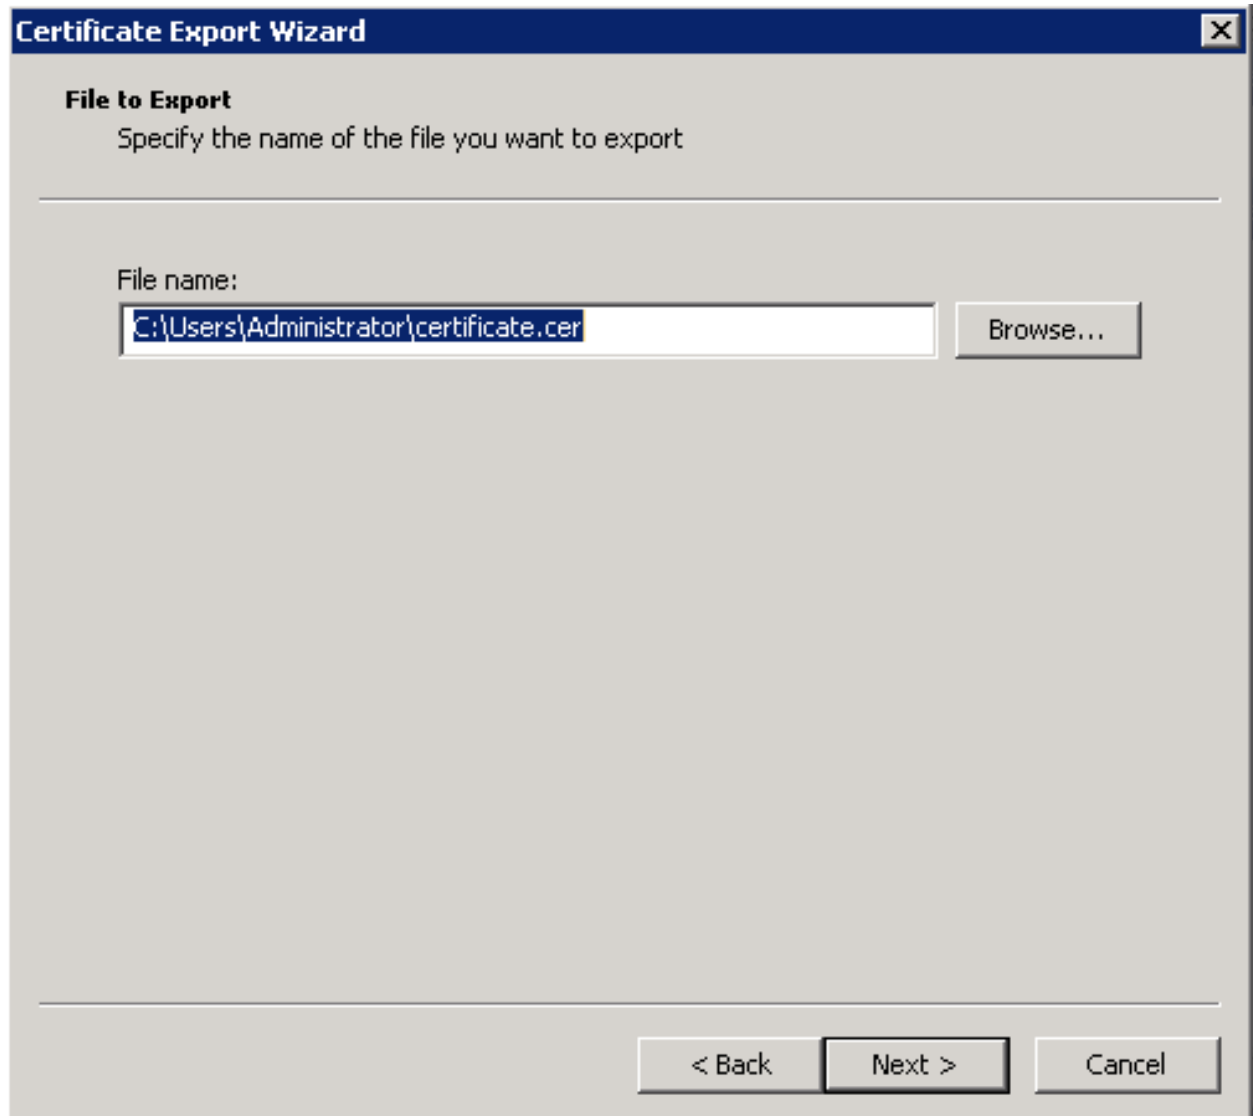 Certificate Export Wizard
File to Export
Specify the name of the file you want to export
File name:
C:\Users\Administrator\certificate.cer
Browse...
< Back
Next >
Cancel